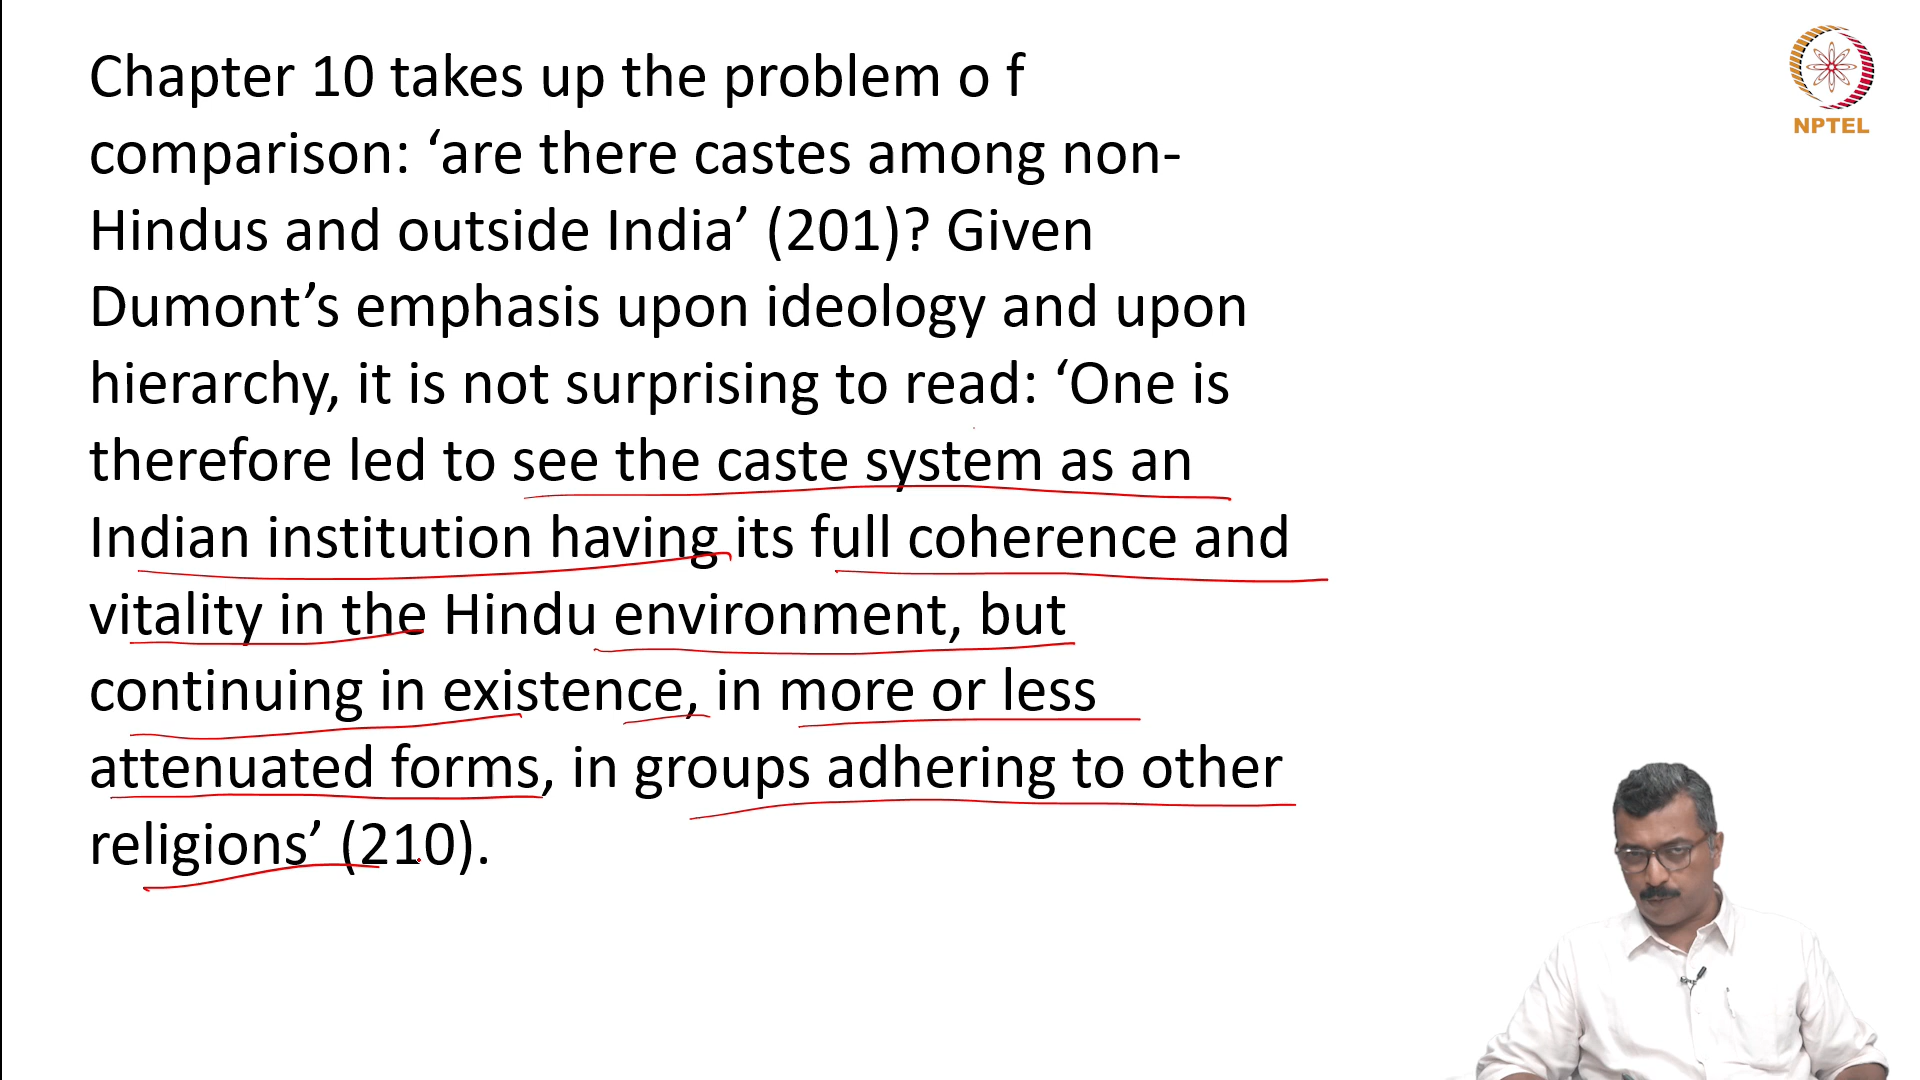 Chapter 10 takes up the problem o f
comparison: ‘are there castes among non-
Hindus and outside India’ (201)? Given
Dumont’s emphasis upon ideology and upon
hierarchy, it is not surprising to read: ‘One is
therefore led to see the caste system as an
Indian institution having its full coherence and
vitality in the Hindu environment, but
continuing in existence, in more or less
attenuated forms, in groups adhering to other
religions’ (210).
NPTEL